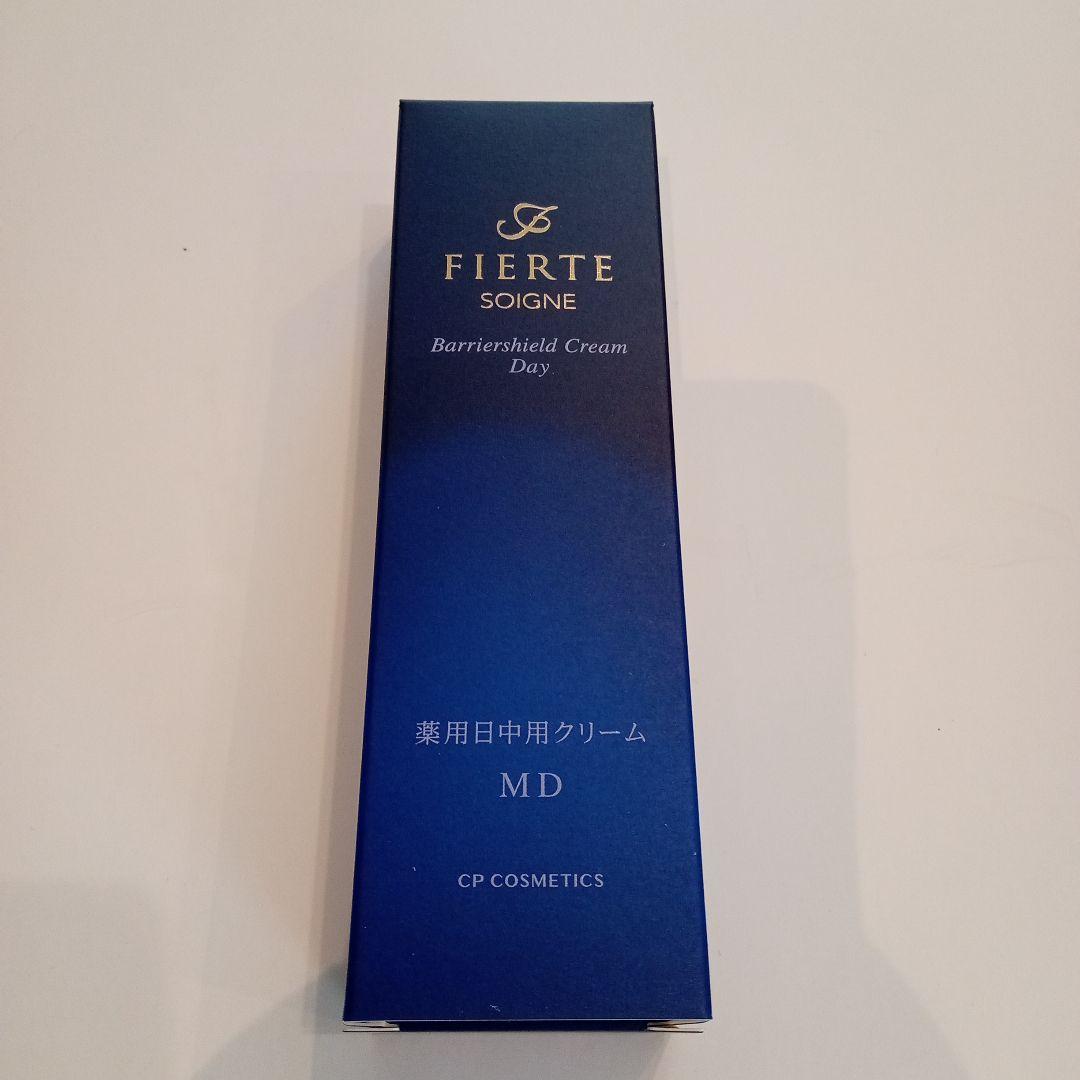 FIERTE
SOIGNE
Barriershield Cream
Day
薬用日中用クリーム
MD
CP COSMETICS